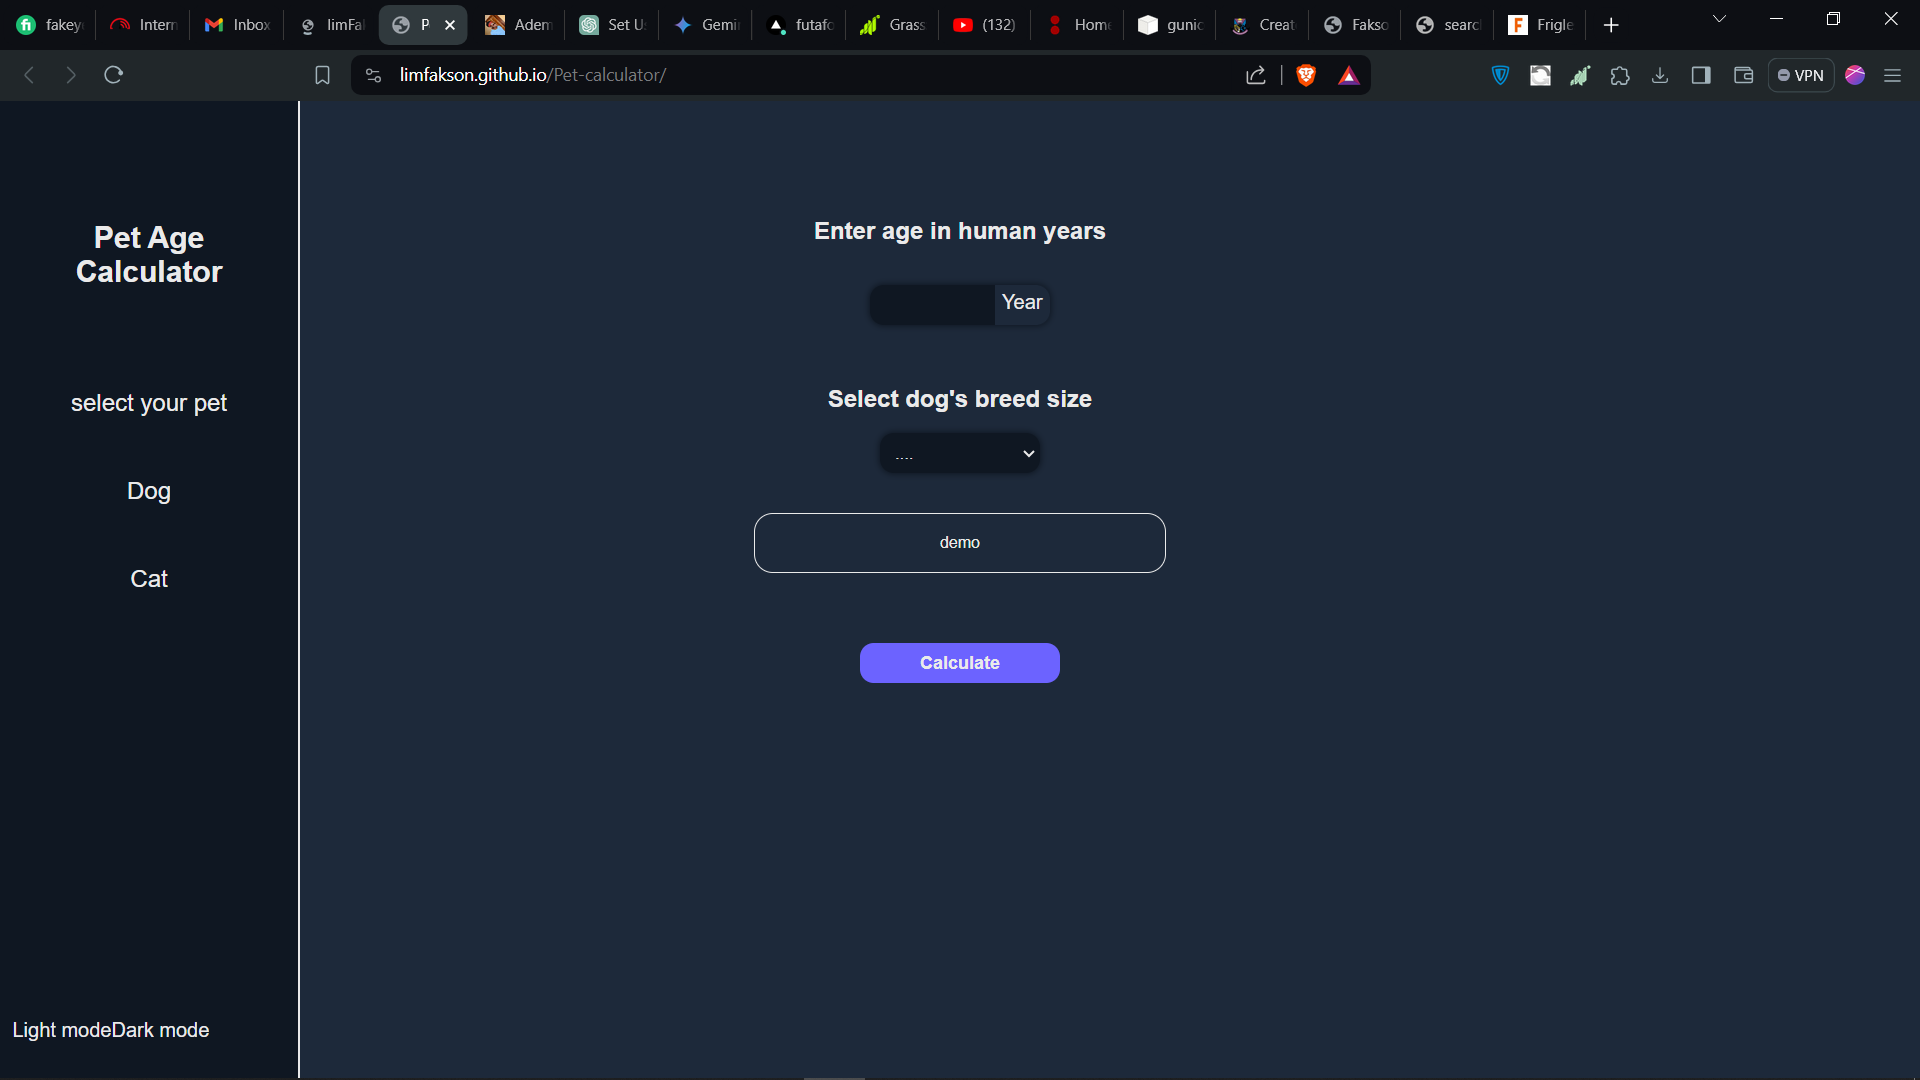 fakey
Intern
Inbox
limFal
P
Adem
Set U
Gemi
futafo
Grass
(132)
Home
gunic
Creat
Fakso
searc
Frigle
limfakson.github.io/Pet-calculator/
VPN
Pet Age
Calculator
select your pet
Dog
Cat
Light modeDark mode
Enter age in human years
Year
Select dog's breed size
....
demo
Calculate